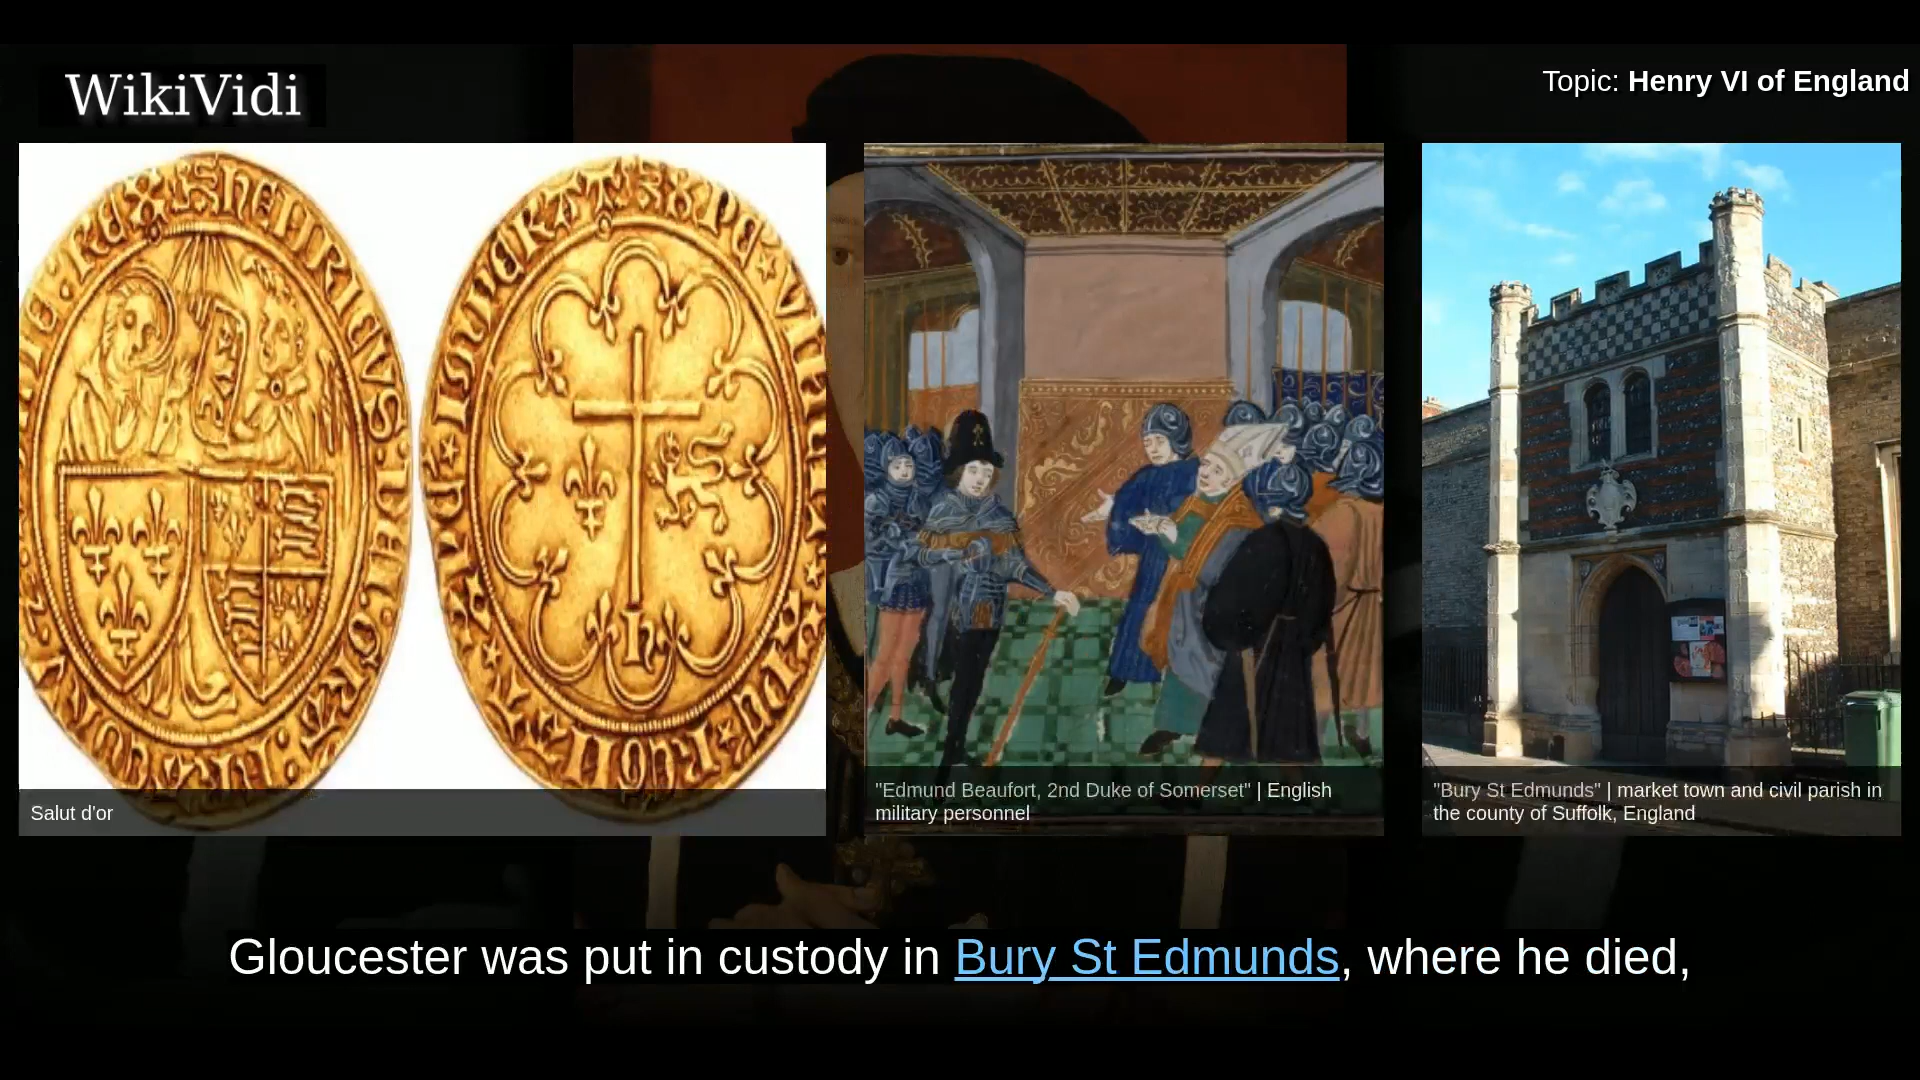 WikiVidi
Topic: Henry VI of England
Salut d'or
"Edmund Beaufort, 2nd Duke of Somerset" | English
military personnel
"Bury St Edmunds" | market town and civil parish in
the county of Suffolk, England
Gloucester was put in custody in Bury St Edmunds, where he died,